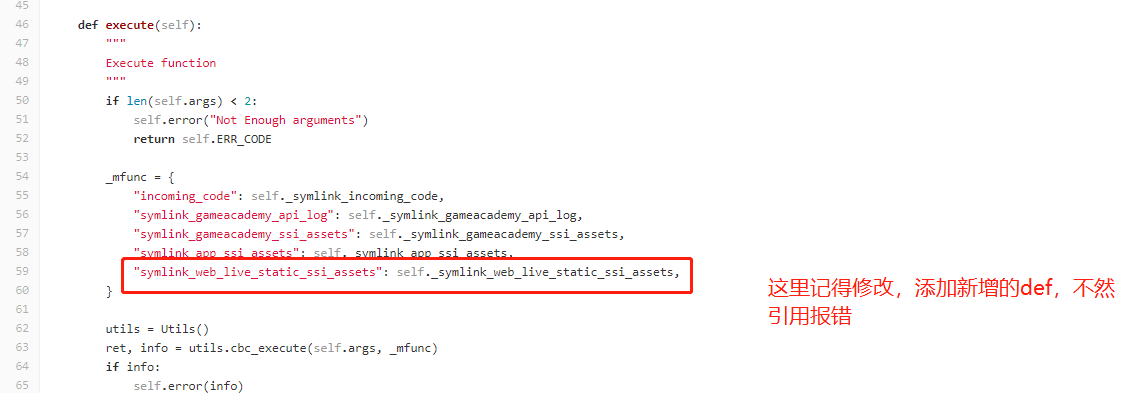 45
46 def execute(self):
47 """
48 Execute function
49 """
50 if len(self.args) < 2:
51 self.error("Not Enough arguments")
52 return self.ERR_CODE
53
54 _mfunc = {
55 "incoming_code": self._symlink_incoming_code,
56 "symlink_gameacademy_api_log": self._symlink_gameacademy_api_log,
57 "symlink_gameacademy_ssi_assets": self._symlink_gameacademy_ssi_assets,
58 "symlink_app_ssi_assets": self._symlink_app_ssi_assets,
59 "symlink_web_live_static_ssi_assets": self._symlink_web_live_static_ssi_assets,
60 }
61
62 utils = Utils()
63 ret, info = utils.cbc_execute(self.args, _mfunc)
64 if info:
65 self.error(info)
这里记得修改，添加新增的def，不然
引用报错